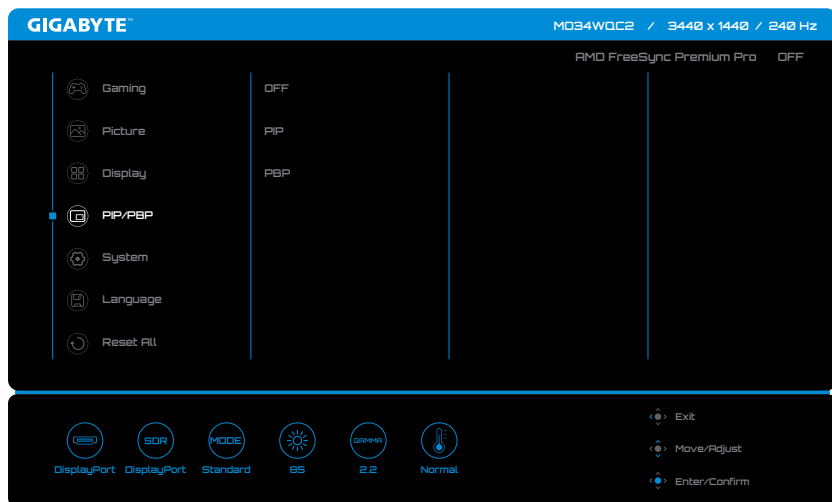 GIGABYTE™
MO34WQC2 / 3440 x 1440 / 240 Hz
AMD FreeSync Premium Pro OFF
Gaming
Picture
Display
PIP/PBP
System
Language
Reset All
OFF
PIP
PBP
SDR
MODE
GAMMA
DisplayPort
DisplayPort
Standard
85
2.2
Normal
Exit
Move/Adjust
Enter/Confirm